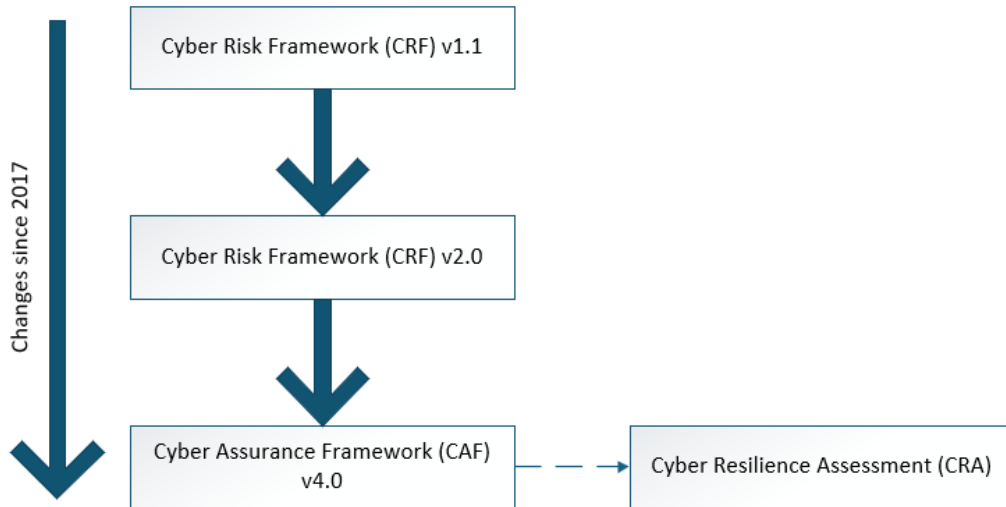 Changes since 2017
Cyber Risk Framework (CRF) v1.1
Cyber Risk Framework (CRF) v2.0
Cyber Assurance Framework (CAF)
v4.0
Cyber Resilience Assessment (CRA)